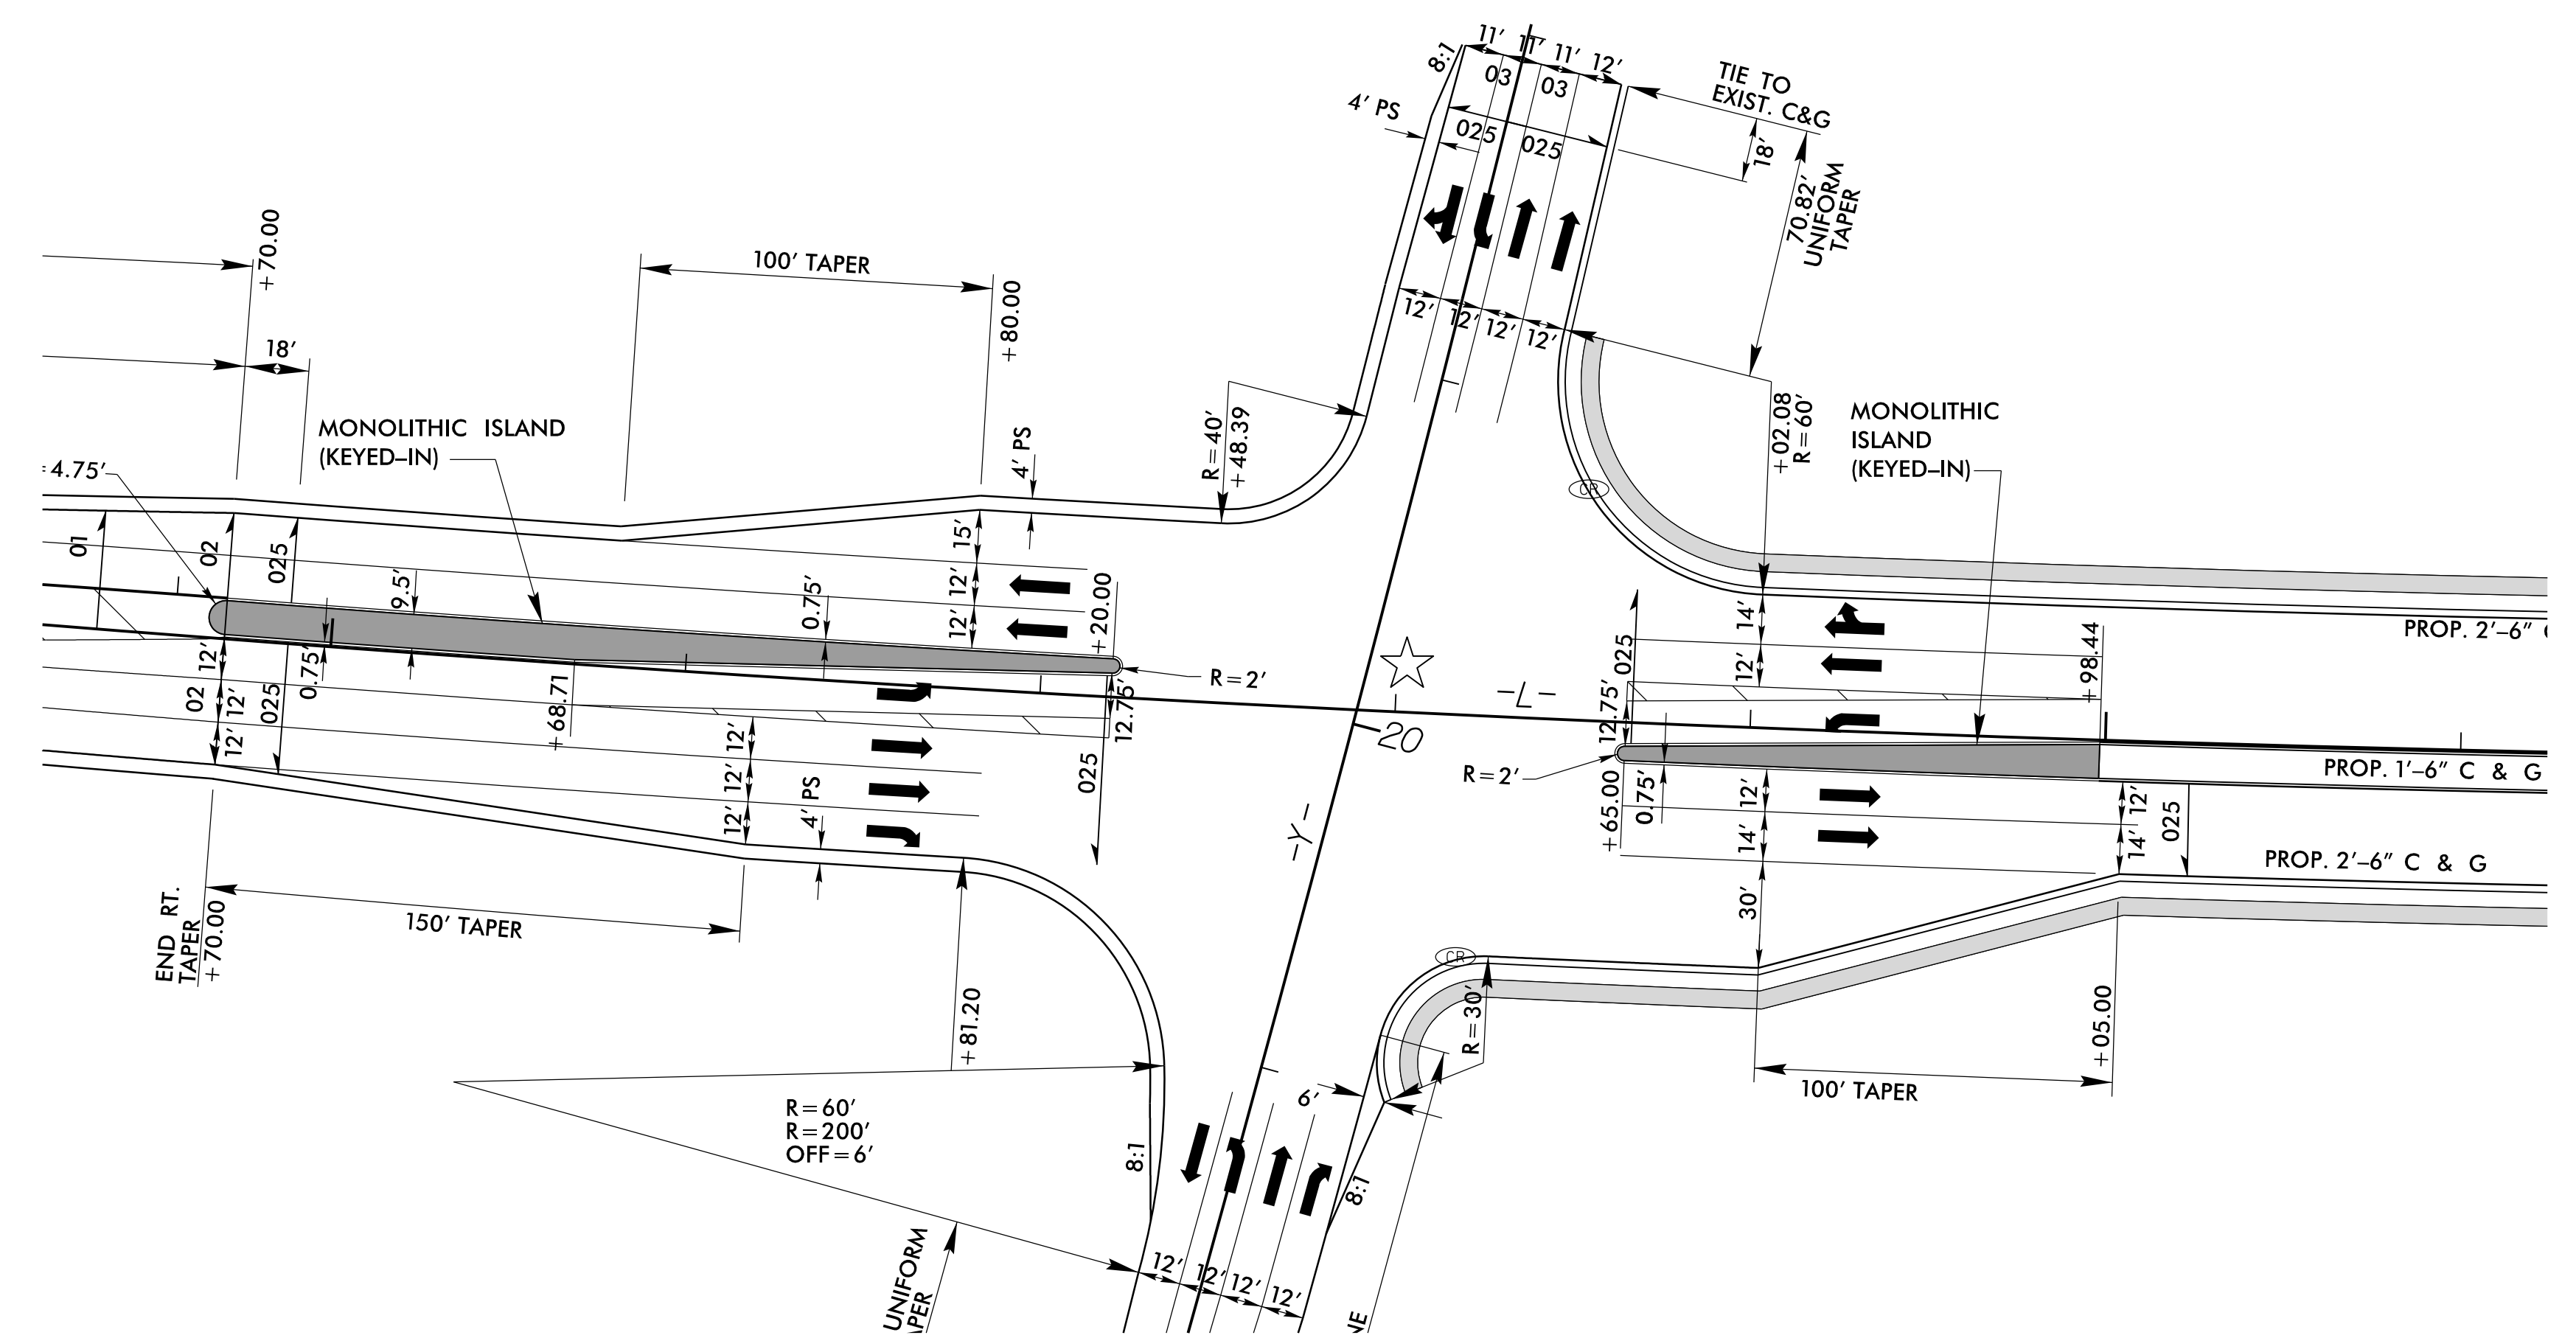 11' 11' 11' 12'
8:1
03
03
TIE TO
EXIST. C&G
4' PS
025
025
18'
70.82'
UNIFORM
TAPER
+70.00
100' TAPER
+80.00
12' 12' 12' 12'
18'
MONOLITHIC ISLAND
(KEYED-IN)
4' PS
R=40'
+48.39
+02.08
R=60'
MONOLITHIC
ISLAND
(KEYED-IN)
=4.75'
CR
01
02
025
9.5'
0.75'
15'
12'
12'
+20.00
14'
12'
025
+98.44
PROP. 2'-6"
12'
02
12'
12'
025
0.75'
+68.71
R=2'
12.75'
-L-
12.75'
20
R=2'
+65.00
0.75'
12'
14'
30'
PROP. 1'-6" C & G
12'
14'
025
PROP. 2'-6" C & G
12'
12'
12'
4' PS
025
-Y-
END RT.
TAPER
+70.00
150' TAPER
+81.20
CR
R=30'
+05.00
100' TAPER
6'
R=60'
R=200'
OFF=6'
8:1
8:1
UNIFORM
APER
12' 12' 12' 12'
NE